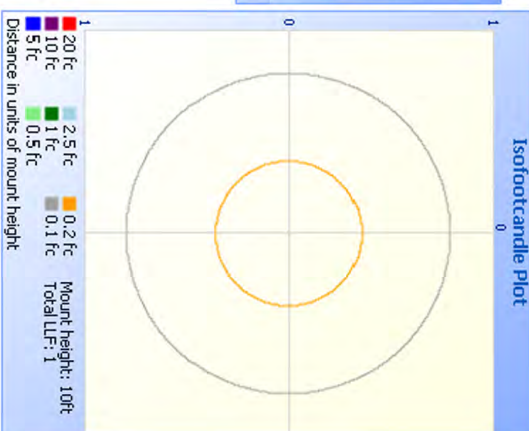 Isofootcandle Plot
0
1
0
1
20 fc 2.5 fc 0.2 fc Mount height: 10ft
10 fc 1 fc 0.1 fc Total LLF: 1
5 fc 0.5 fc
Distance in units of mount height